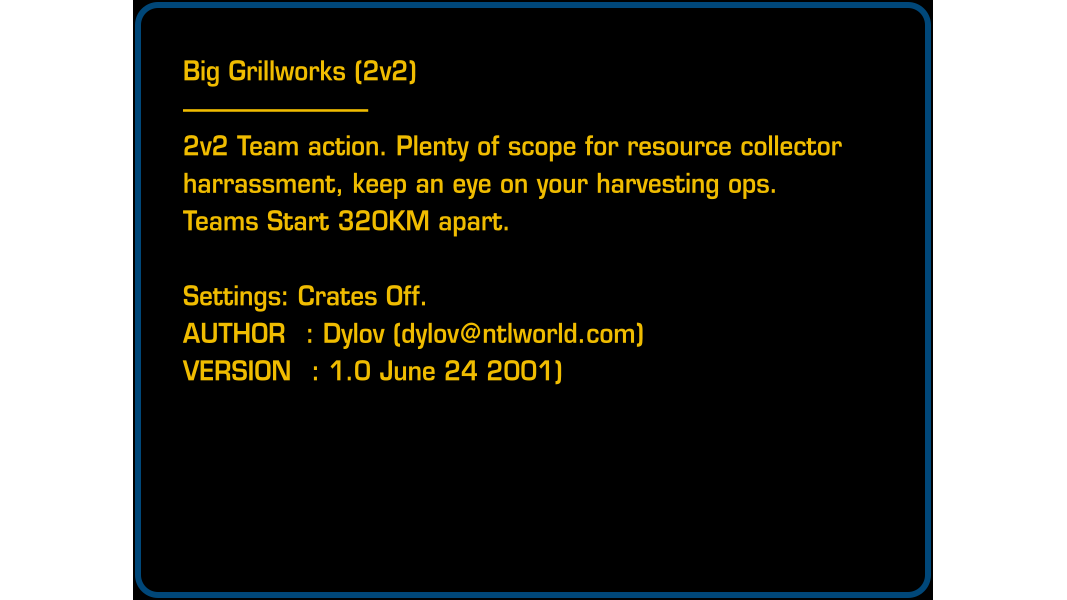 Big Grillworks (2v2)
2v2 Team action. Plenty of scope for resource collector
harrassment, keep an eye on your harvesting ops.
Teams Start 320KM apart.
Settings: Crates Off.
AUTHOR : Dylov (dylov@ntlworld.com)
VERSION : 1.0 June 24 2001)